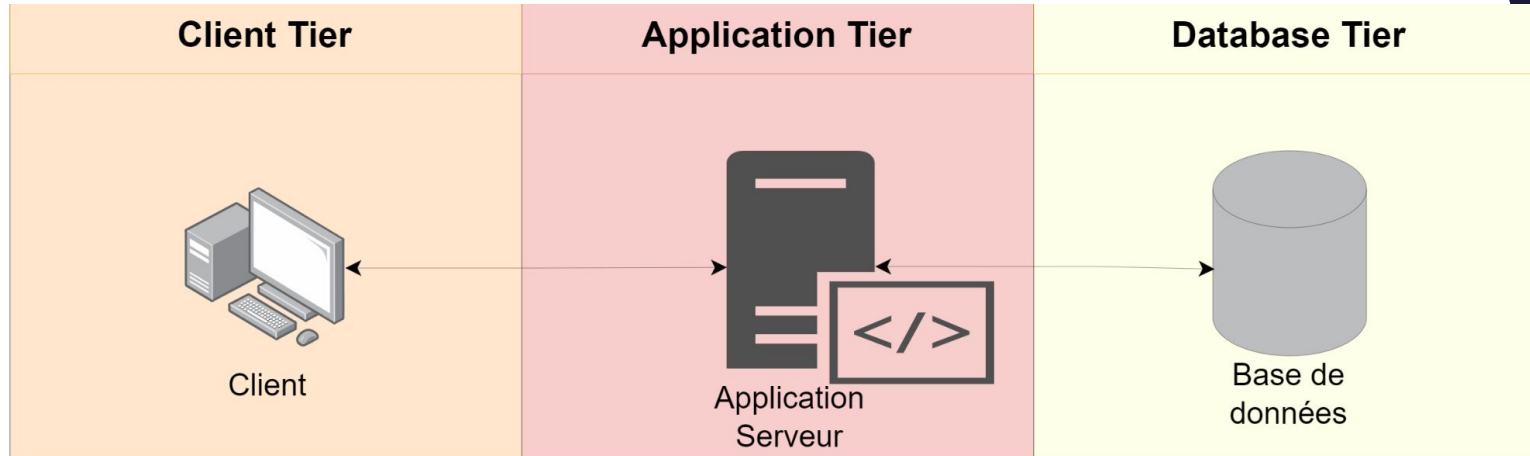 Client Tier
Application Tier
Database Tier
Client
</>
Application
Serveur
Base de
données